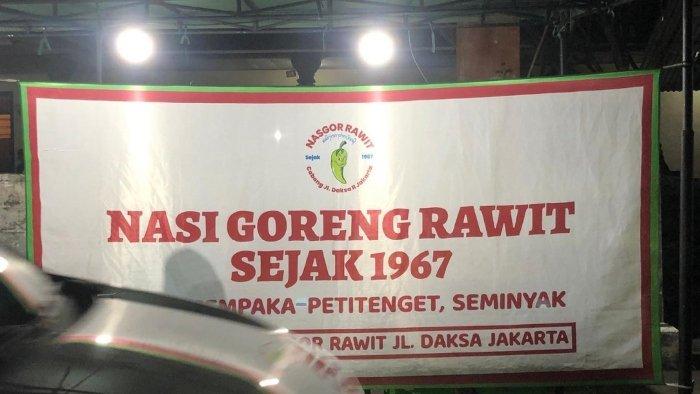 NASGOR RAWIT
Sejak 1967
Cabang Jl. Daksa II Jakarta
NASI GORENG RAWIT
SEJAK 1967
PETITENGET, SEMINYAK
RAWIT JL. DAKSA JAKARTA